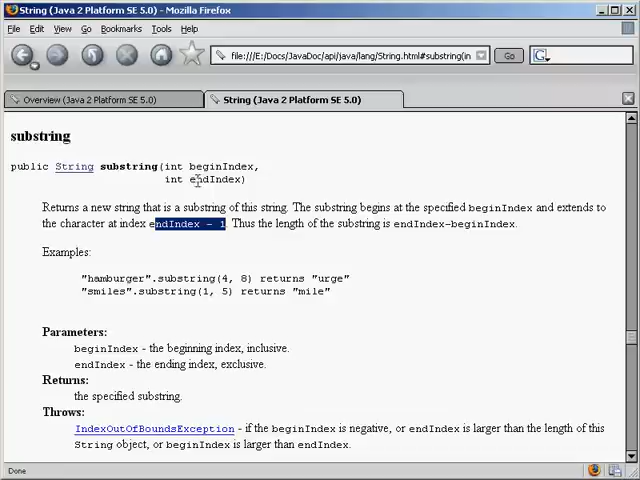 String (Java 2 Platform SE 5.0) - Mozilla Firefox
File Edit View Go Bookmarks Tools Help
file:///E:/Docs/JavaDoc/api/java/lang/String.html#substring(in Go
Overview (Java 2 Platform SE 5.0) String (Java 2 Platform SE 5.0)
substring
public String substring(int beginIndex,
int endIndex)
Returns a new string that is a substring of this string. The substring begins at the specified beginIndex and extends to
the character at index endIndex - 1. Thus the length of the substring is endIndex-beginIndex.
Examples:
"hamburger".substring(4, 8) returns "urge"
"smiles".substring(1, 5) returns "mile"
Parameters:
beginIndex - the beginning index, inclusive.
endIndex - the ending index, exclusive.
Returns:
the specified substring.
Throws:
IndexOutOfBoundsException - if the beginIndex is negative, or endIndex is larger than the length of this
String object, or beginIndex is larger than endIndex.
Done